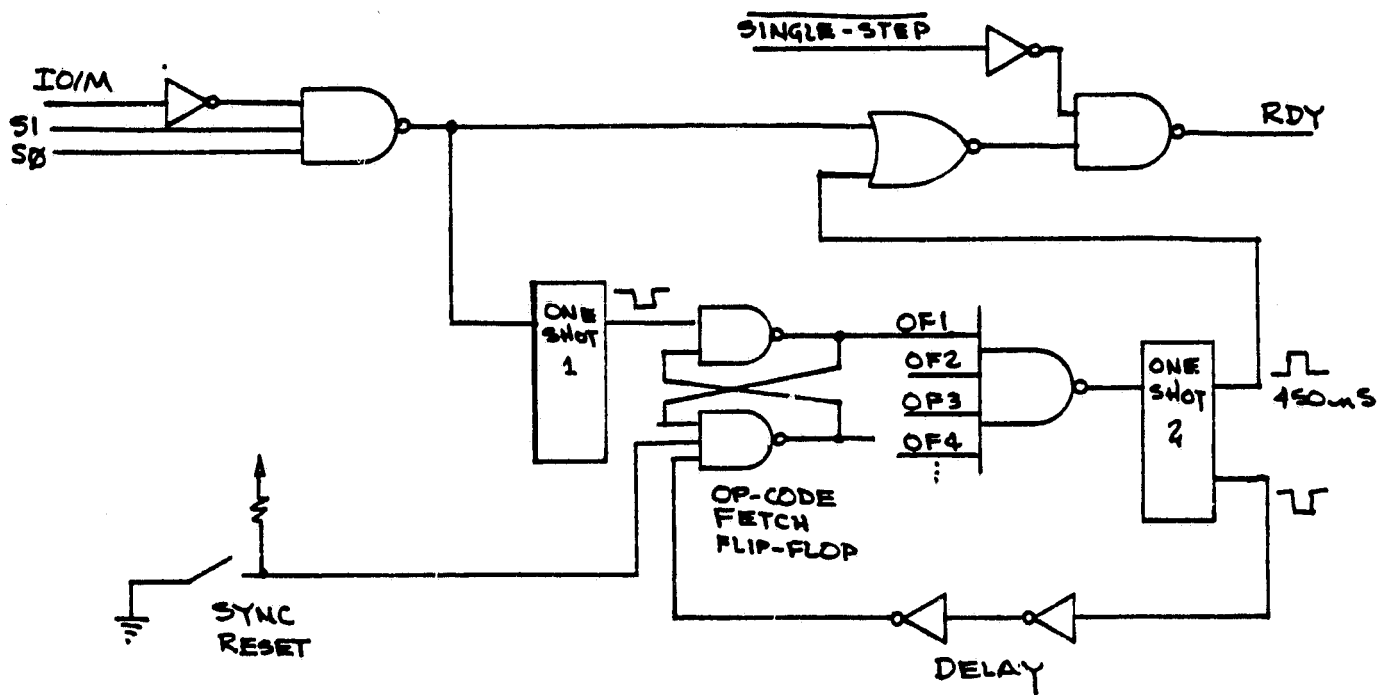 SINGLE-STEP
IO/M
S1
SØ
RDY
ONE
SHOT
1
OF1
OF2
OF3
OF4
ONE
SHOT
2
450nS
OP-CODE
FETCH
FLIP-FLOP
SYNC
RESET
DELAY